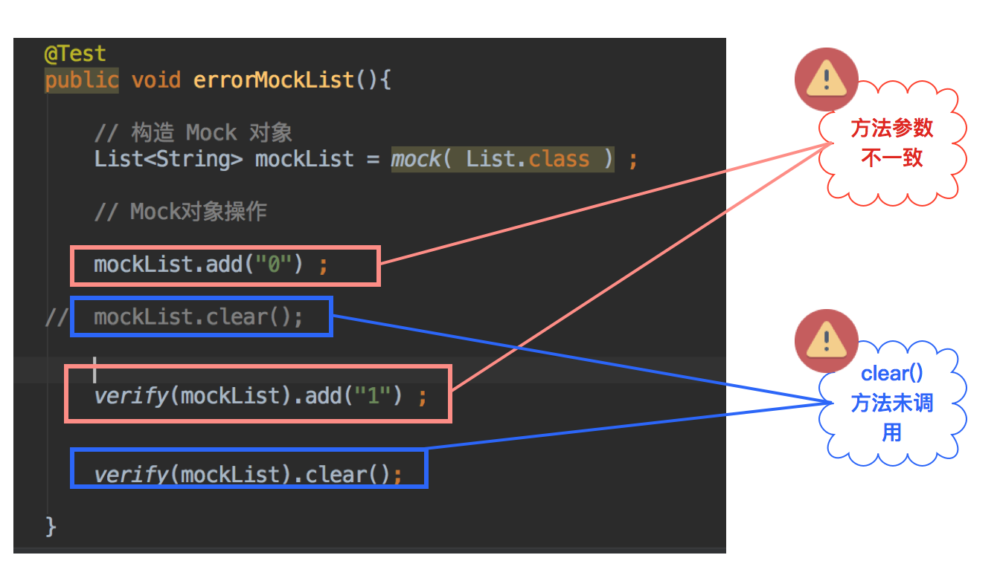 @Test
public void errorMockList(){
// 构造 Mock 对象
List<String> mockList = mock( List.class ) ;
// Mock对象操作
mockList.add("0") ;
// mockList.clear();
verify(mockList).add("1") ;
verify(mockList).clear();
}
方法参数
不一致
clear()
方法未调
用